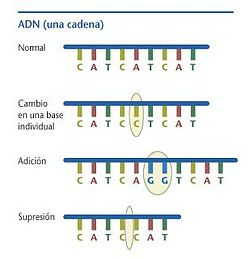 ADN (una cadena)
Normal
C A T C A T C A T
Cambio
en una base
individual
C A T C C T C A T
Adición
C A T C A G G T C A T
Supresión
C A T C C A T